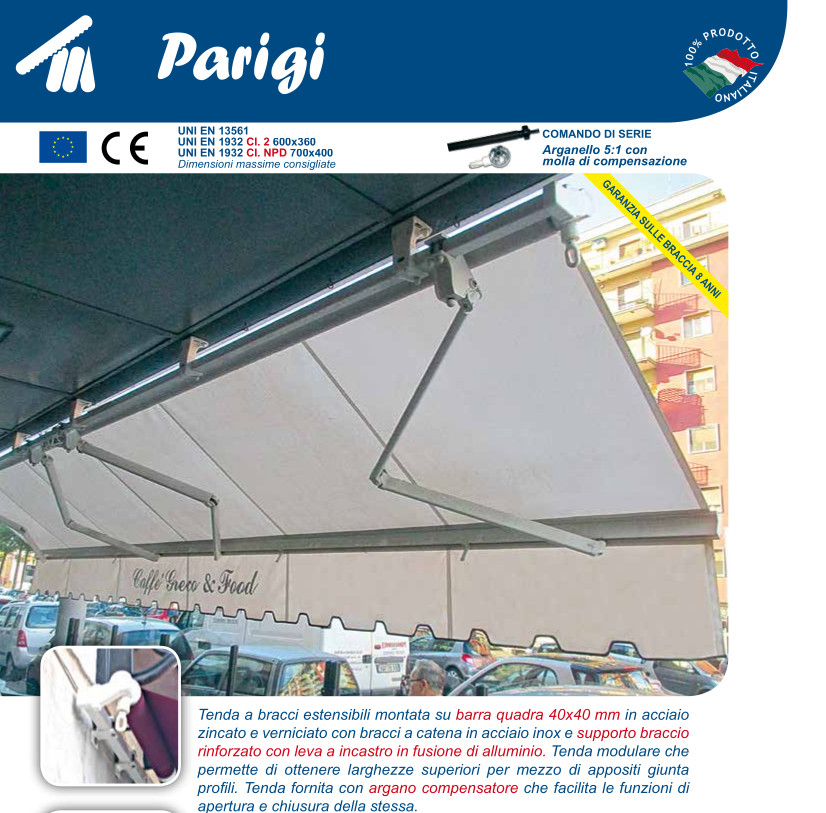 Parigi
100% PRODOTTO ITALIANO
CE
UNI EN 13561
UNI EN 1932 Cl. 2 600x360
UNI EN 1932 Cl. NPD 700x400
Dimensioni massime consigliate
COMANDO DI SERIE
Arganello 5:1 con
molla di compensazione
GARANZIA SULLE BRACCIA 8 ANNI
Caffè Greco & Food
Tenda a bracci estensibili montata su barra quadra 40x40 mm in acciaio
zincato e verniciato con bracci a catena in acciaio inox e supporto braccio
rinforzato con leva a incastro in fusione di alluminio. Tenda modulare che
permette di ottenere larghezze superiori per mezzo di appositi giunta
profili. Tenda fornita con argano compensatore che facilita le funzioni di
apertura e chiusura della stessa.